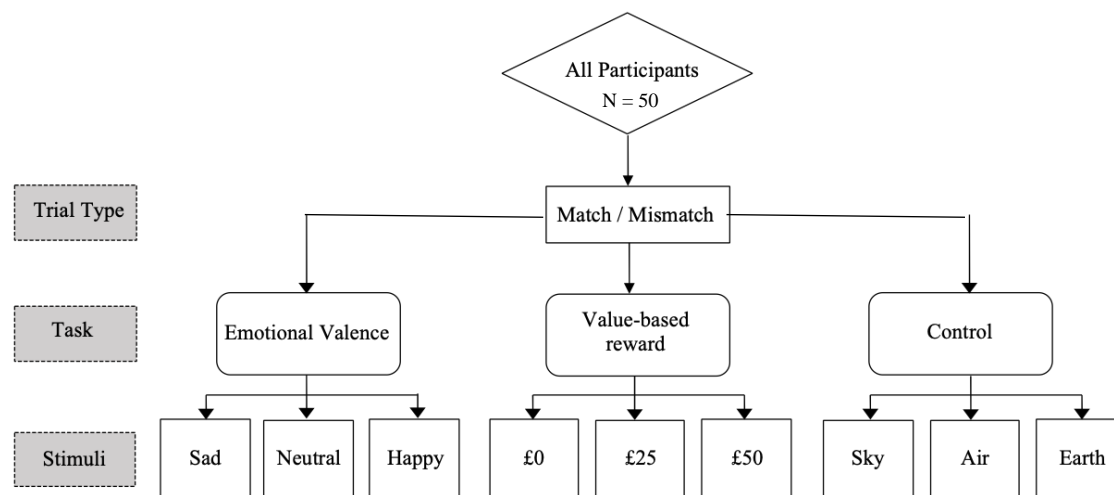 All Participants
N = 50
Trial Type
Match / Mismatch
Task
Emotional Valence
Value-based
reward
Control
Stimuli
Sad
Neutral
Happy
£0
£25
£50
Sky
Air
Earth